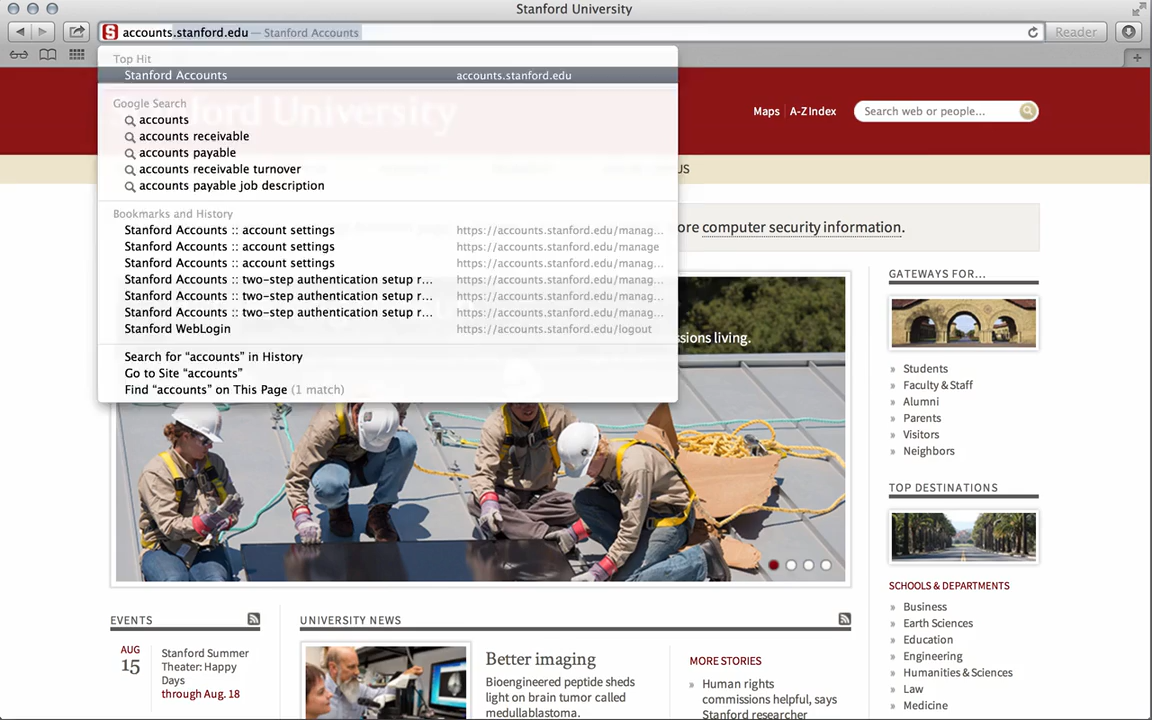 Stanford University
accounts.stanford.edu — Stanford Accounts
Reader
Top Hit
Stanford Accounts accounts.stanford.edu
Google Search
accounts
accounts receivable
accounts payable
accounts receivable turnover
accounts payable job description
Bookmarks and History
Stanford Accounts :: account settings https://accounts.stanford.edu/manag...
Stanford Accounts :: account settings https://accounts.stanford.edu/manage
Stanford Accounts :: account settings https://accounts.stanford.edu/manag...
Stanford Accounts :: two-step authentication setup r... https://accounts.stanford.edu/manag...
Stanford Accounts :: two-step authentication setup r... https://accounts.stanford.edu/manag...
Stanford Accounts :: two-step authentication setup r... https://accounts.stanford.edu/manag...
Stanford WebLogin https://accounts.stanford.edu/logout
Search for “accounts” in History
Go to Site “accounts”
Find “accounts” on This Page (1 match)
ford University
Maps A-Z Index Search web or people...
US
ore computer security information.
ssions living.
GATEWAYS FOR...
» Students
» Faculty & Staff
» Alumni
» Parents
» Visitors
» Neighbors
TOP DESTINATIONS
SCHOOLS & DEPARTMENTS
» Business
» Earth Sciences
» Education
» Engineering
» Humanities & Sciences
» Law
» Medicine
EVENTS
AUG
15
Stanford Summer
Theater: Happy
Days
through Aug. 18
UNIVERSITY NEWS
Better imaging
Bioengineered peptide sheds
light on brain tumor called
medullablastoma.
MORE STORIES
» Human rights
commissions helpful, says
Stanford researcher